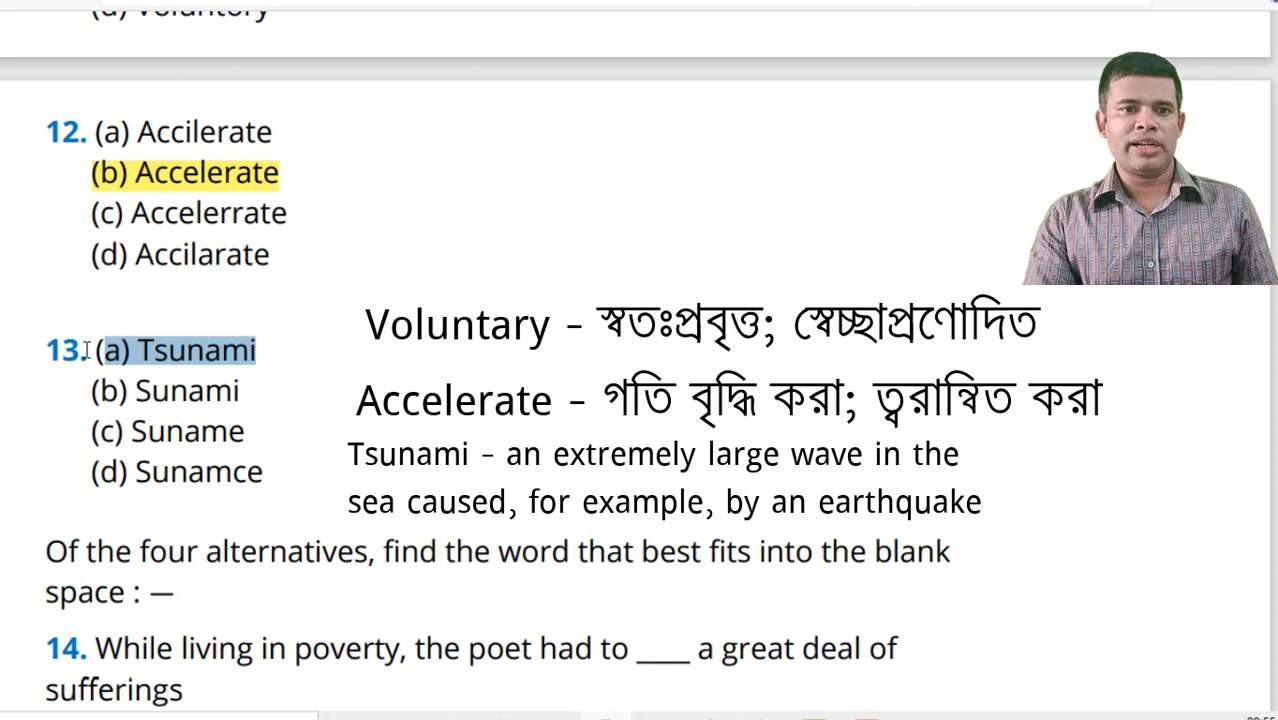 (d) Voluntory
12. (a) Accilerate
(b) Accelerate
(c) Accelerrate
(d) Accilarate
13. (a) Tsunami
(b) Sunami
(c) Suname
(d) Sunamce
Voluntary - স্বতঃপ্রবৃত্ত; স্বেচ্ছাপ্রণোদিত
Accelerate - গতি বৃদ্ধি করা; ত্বরান্বিত করা
Tsunami - an extremely large wave in the
sea caused, for example, by an earthquake
Of the four alternatives, find the word that best fits into the blank
space : —
14. While living in poverty, the poet had to ____ a great deal of
sufferings